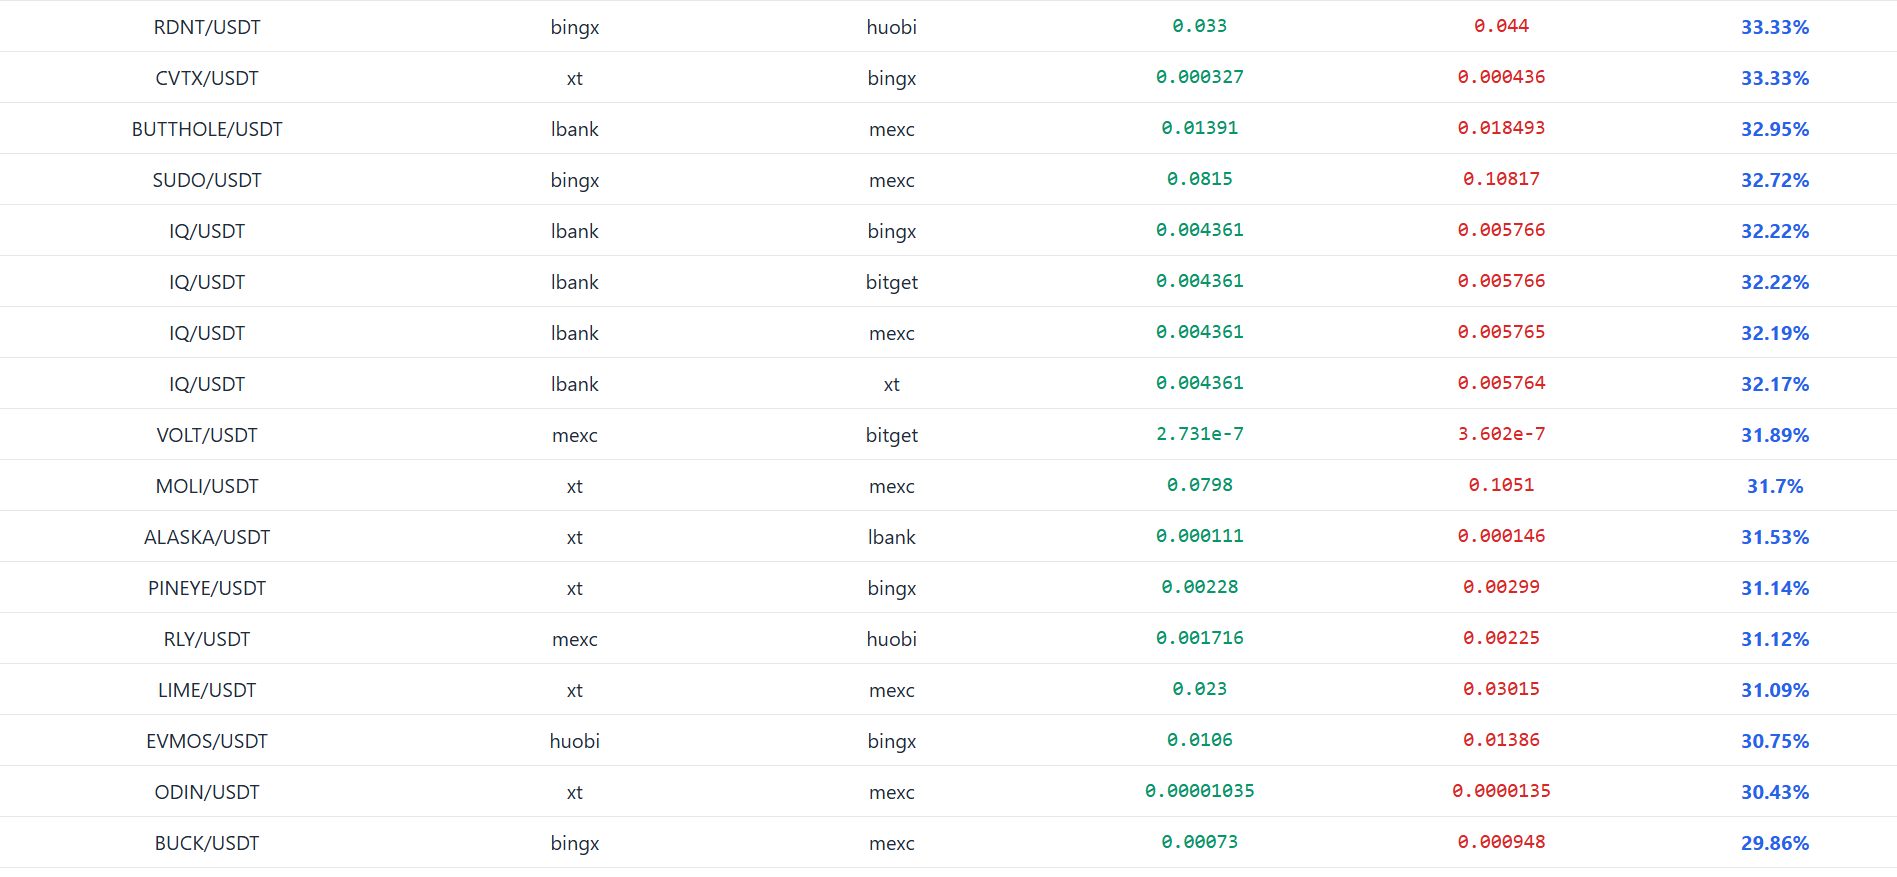 RDNT/USDT bingx huobi 0.033 0.044 33.33%
CVTX/USDT xt bingx 0.000327 0.000436 33.33%
BUTTHOLE/USDT lbank mexc 0.01391 0.018493 32.95%
SUDO/USDT bingx mexc 0.0815 0.10817 32.72%
IQ/USDT lbank bingx 0.004361 0.005766 32.22%
IQ/USDT lbank bitget 0.004361 0.005766 32.22%
IQ/USDT lbank mexc 0.004361 0.005765 32.19%
IQ/USDT lbank xt 0.004361 0.005764 32.17%
VOLT/USDT mexc bitget 2.731e-7 3.602e-7 31.89%
MOLI/USDT xt mexc 0.0798 0.1051 31.7%
ALASKA/USDT xt lbank 0.000111 0.000146 31.53%
PINEYE/USDT xt bingx 0.00228 0.00299 31.14%
RLY/USDT mexc huobi 0.001716 0.00225 31.12%
LIME/USDT xt mexc 0.023 0.03015 31.09%
EVMOS/USDT huobi bingx 0.0106 0.01386 30.75%
ODIN/USDT xt mexc 0.00001035 0.0000135 30.43%
BUCK/USDT bingx mexc 0.00073 0.000948 29.86%